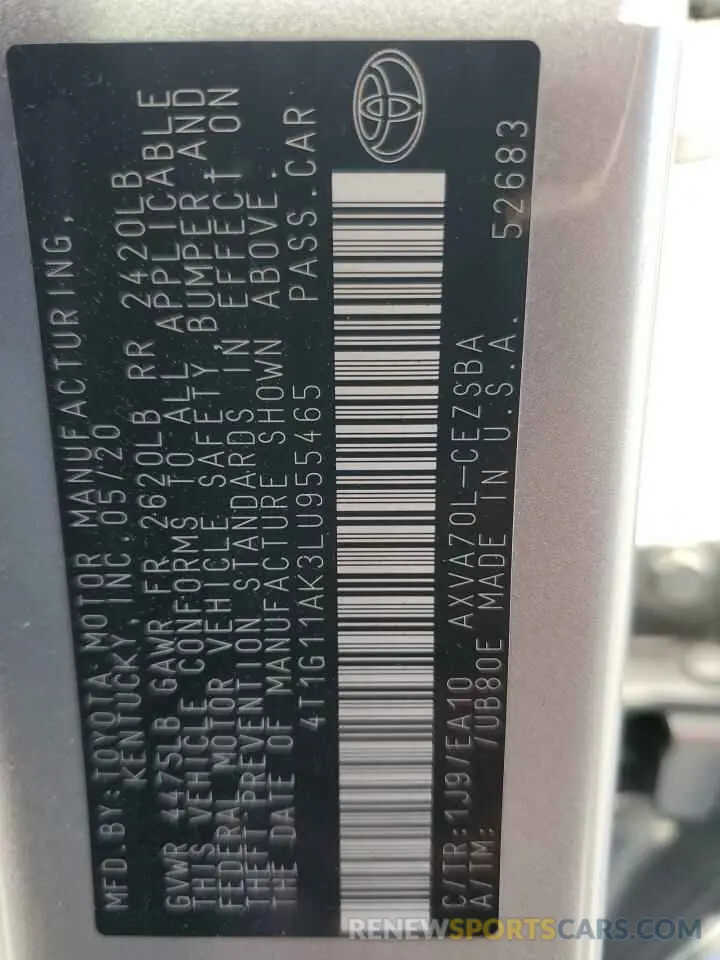 MFD.BY:TOYOTA MOTOR MANUFACTURING,
KENTUCKY, INC.05/20
GVWR 4475LB GAWR FR 2620LB RR 2420LB
THIS VEHICLE CONFORMS TO ALL APPLICABLE
FEDERAL MOTOR VEHICLE SAFETY,BUMPER,AND
THEFT PREVENTION STANDARDS IN EFFECT ON
THE DATE OF MANUFACTURE SHOWN ABOVE.
4T1G11AK3LU955465 PASS.CAR
C/TR:1J9/EA10 AXVA70L-CEZSBA
A/TM: /UB80E MADE IN U.S.A. 52683
RENEWSPORTSCARS.COM